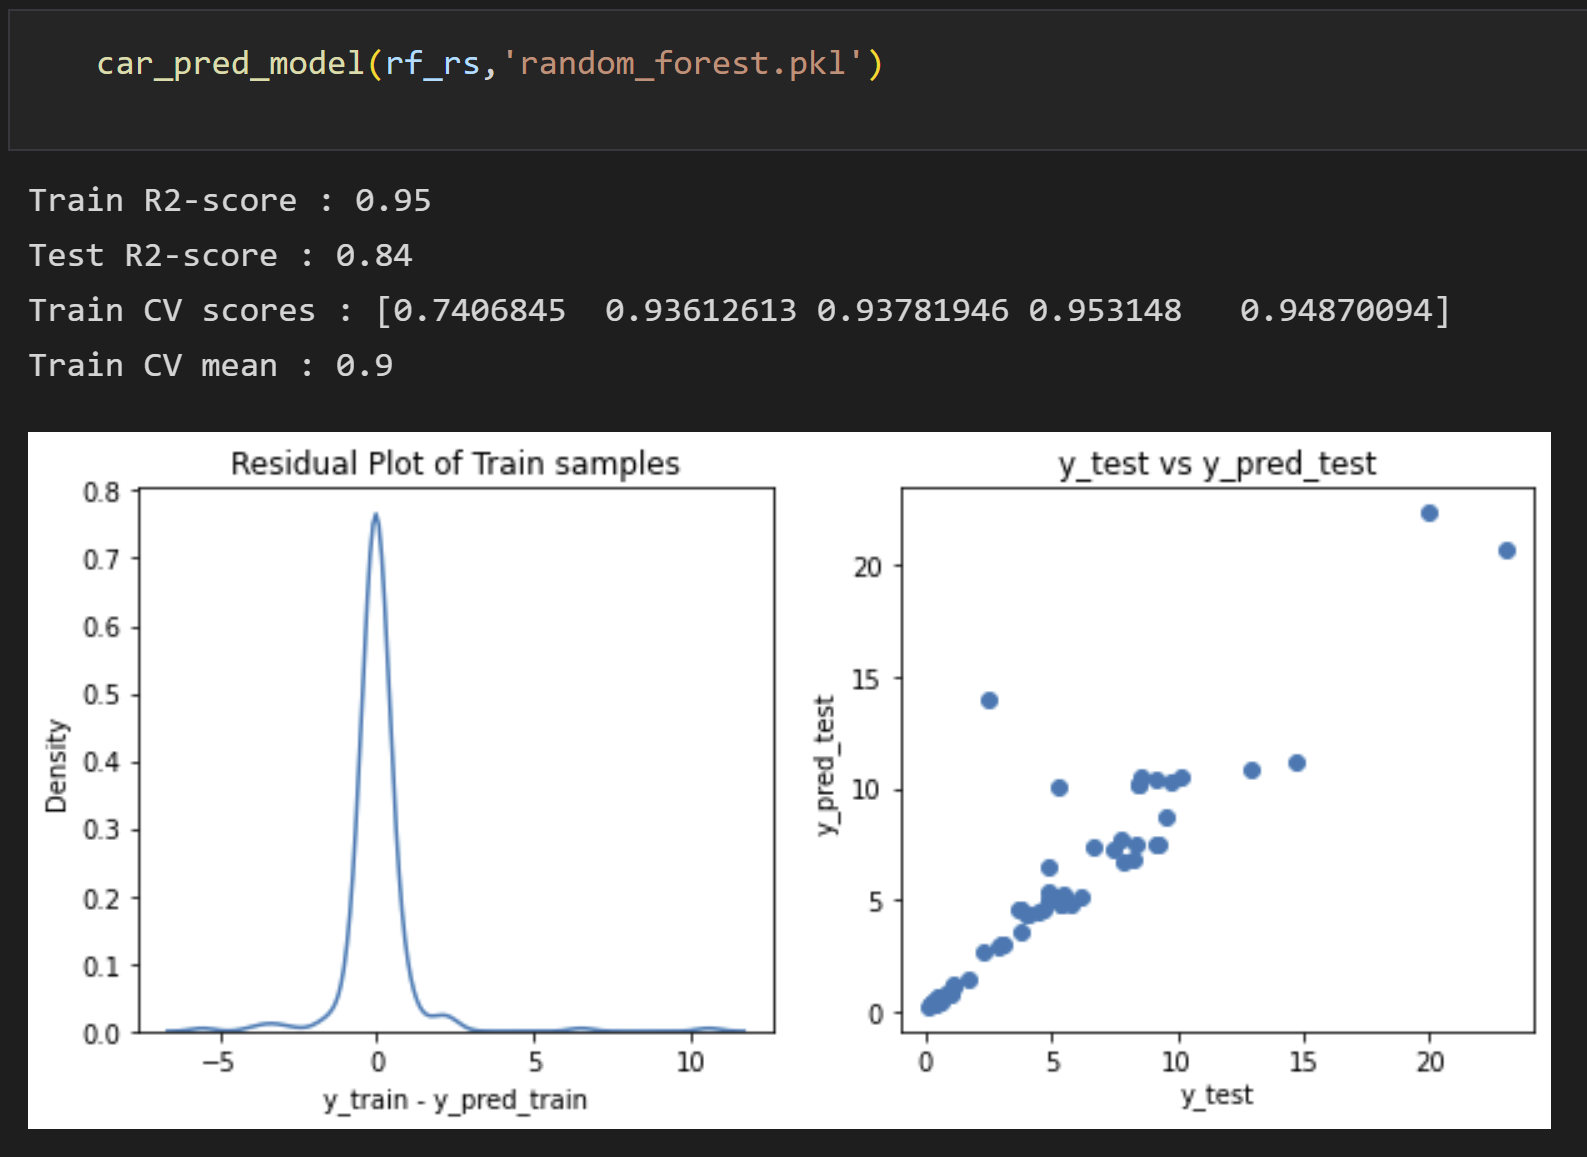 car_pred_model(rf_rs,'random_forest.pkl')
Train R2-score : 0.95
Test R2-score : 0.84
Train CV scores : [0.7406845  0.93612613 0.93781946 0.953148   0.94870094]
Train CV mean : 0.9
Residual Plot of Train samples
0.8
0.7
0.6
0.5
0.4
0.3
0.2
0.1
0.0
Density
−5 0 5 10
y_train - y_pred_train
y_test vs y_pred_test
20
15
10
5
0
y_pred_test
0 5 10 15 20
y_test